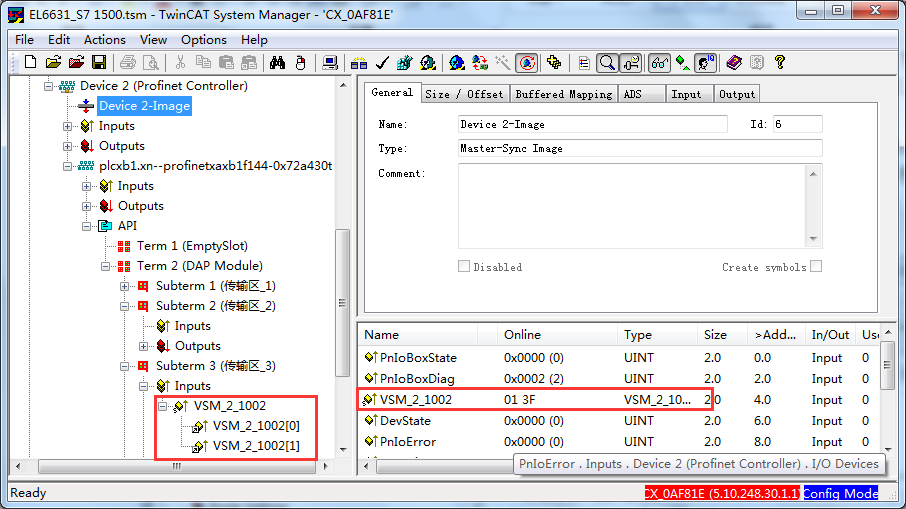 EL6631_S7 1500.tsm - TwinCAT System Manager - 'CX_0AF81E'
File Edit Actions View Options Help
Device 2 (Profinet Controller)
Device 2-Image
Inputs
Outputs
plcxb1.xn--profinetxaxb1f144-0x72a430t
Inputs
Outputs
API
Term 1 (EmptySlot)
Term 2 (DAP Module)
Subterm 1 (传输区_1)
Subterm 2 (传输区_2)
Inputs
Outputs
Subterm 3 (传输区_3)
Inputs
VSM_2_1002
VSM_2_1002[0]
VSM_2_1002[1]
General Size / Offset Buffered Mapping ADS Input Output
Name: Device 2-Image Id: 6
Type: Master-Sync Image
Comment:
Disabled Create symbols
Name Online Type Size >Add... In/Out Use
PnIoBoxState 0x0000 (0) UINT 2.0 0.0 Input 0
PnIoBoxDiag 0x0002 (2) UINT 2.0 2.0 Input 0
VSM_2_1002 01 3F VSM_2_10... 2.0 4.0 Input 0
DevState 0x0000 (0) UINT 2.0 6.0 Input 0
PnIoError 0x0000 (0) UINT 2.0 8.0 Input 0
PnIoError . Inputs . Device 2 (Profinet Controller) . I/O Devices
Ready CX_0AF81E (5.10.248.30.1.1) Config Mode